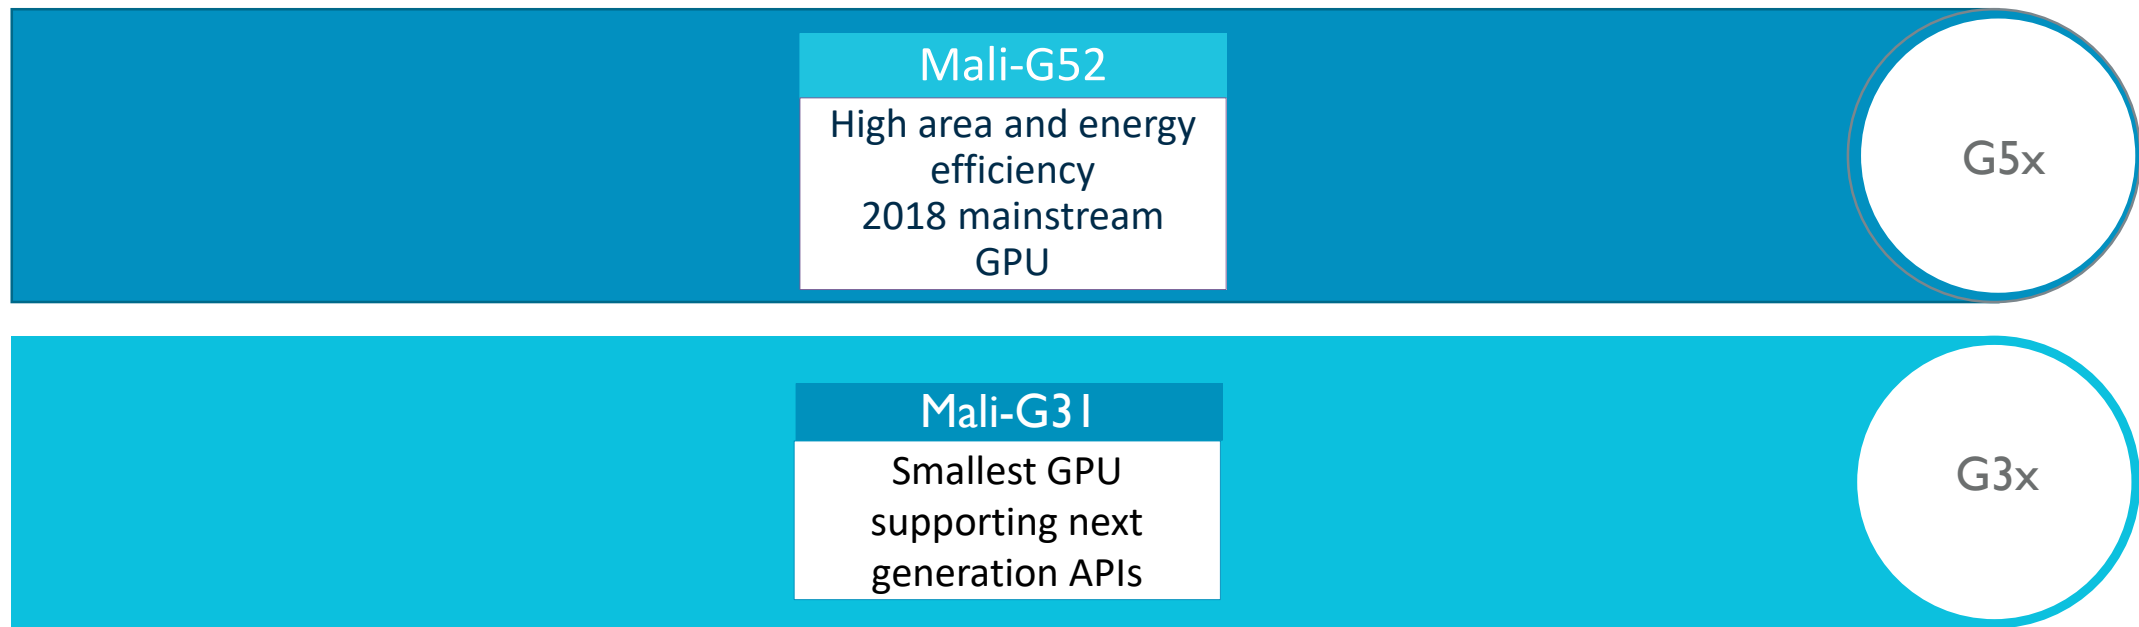 Mali-G52
High area and energy
efficiency
2018 mainstream
GPU
G5x
Mali-G31
Smallest GPU
supporting next
generation APIs
G3x